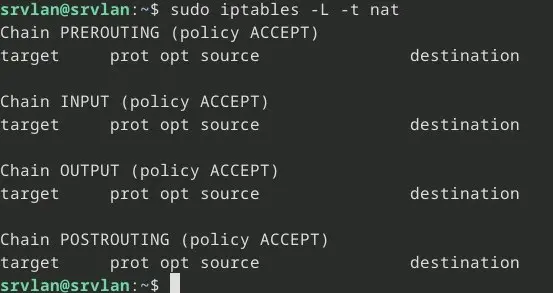 srvlan@srvlan:~$ sudo iptables -L -t nat
Chain PREROUTING (policy ACCEPT)
target     prot opt source               destination

Chain INPUT (policy ACCEPT)
target     prot opt source               destination

Chain OUTPUT (policy ACCEPT)
target     prot opt source               destination

Chain POSTROUTING (policy ACCEPT)
target     prot opt source               destination
srvlan@srvlan:~$